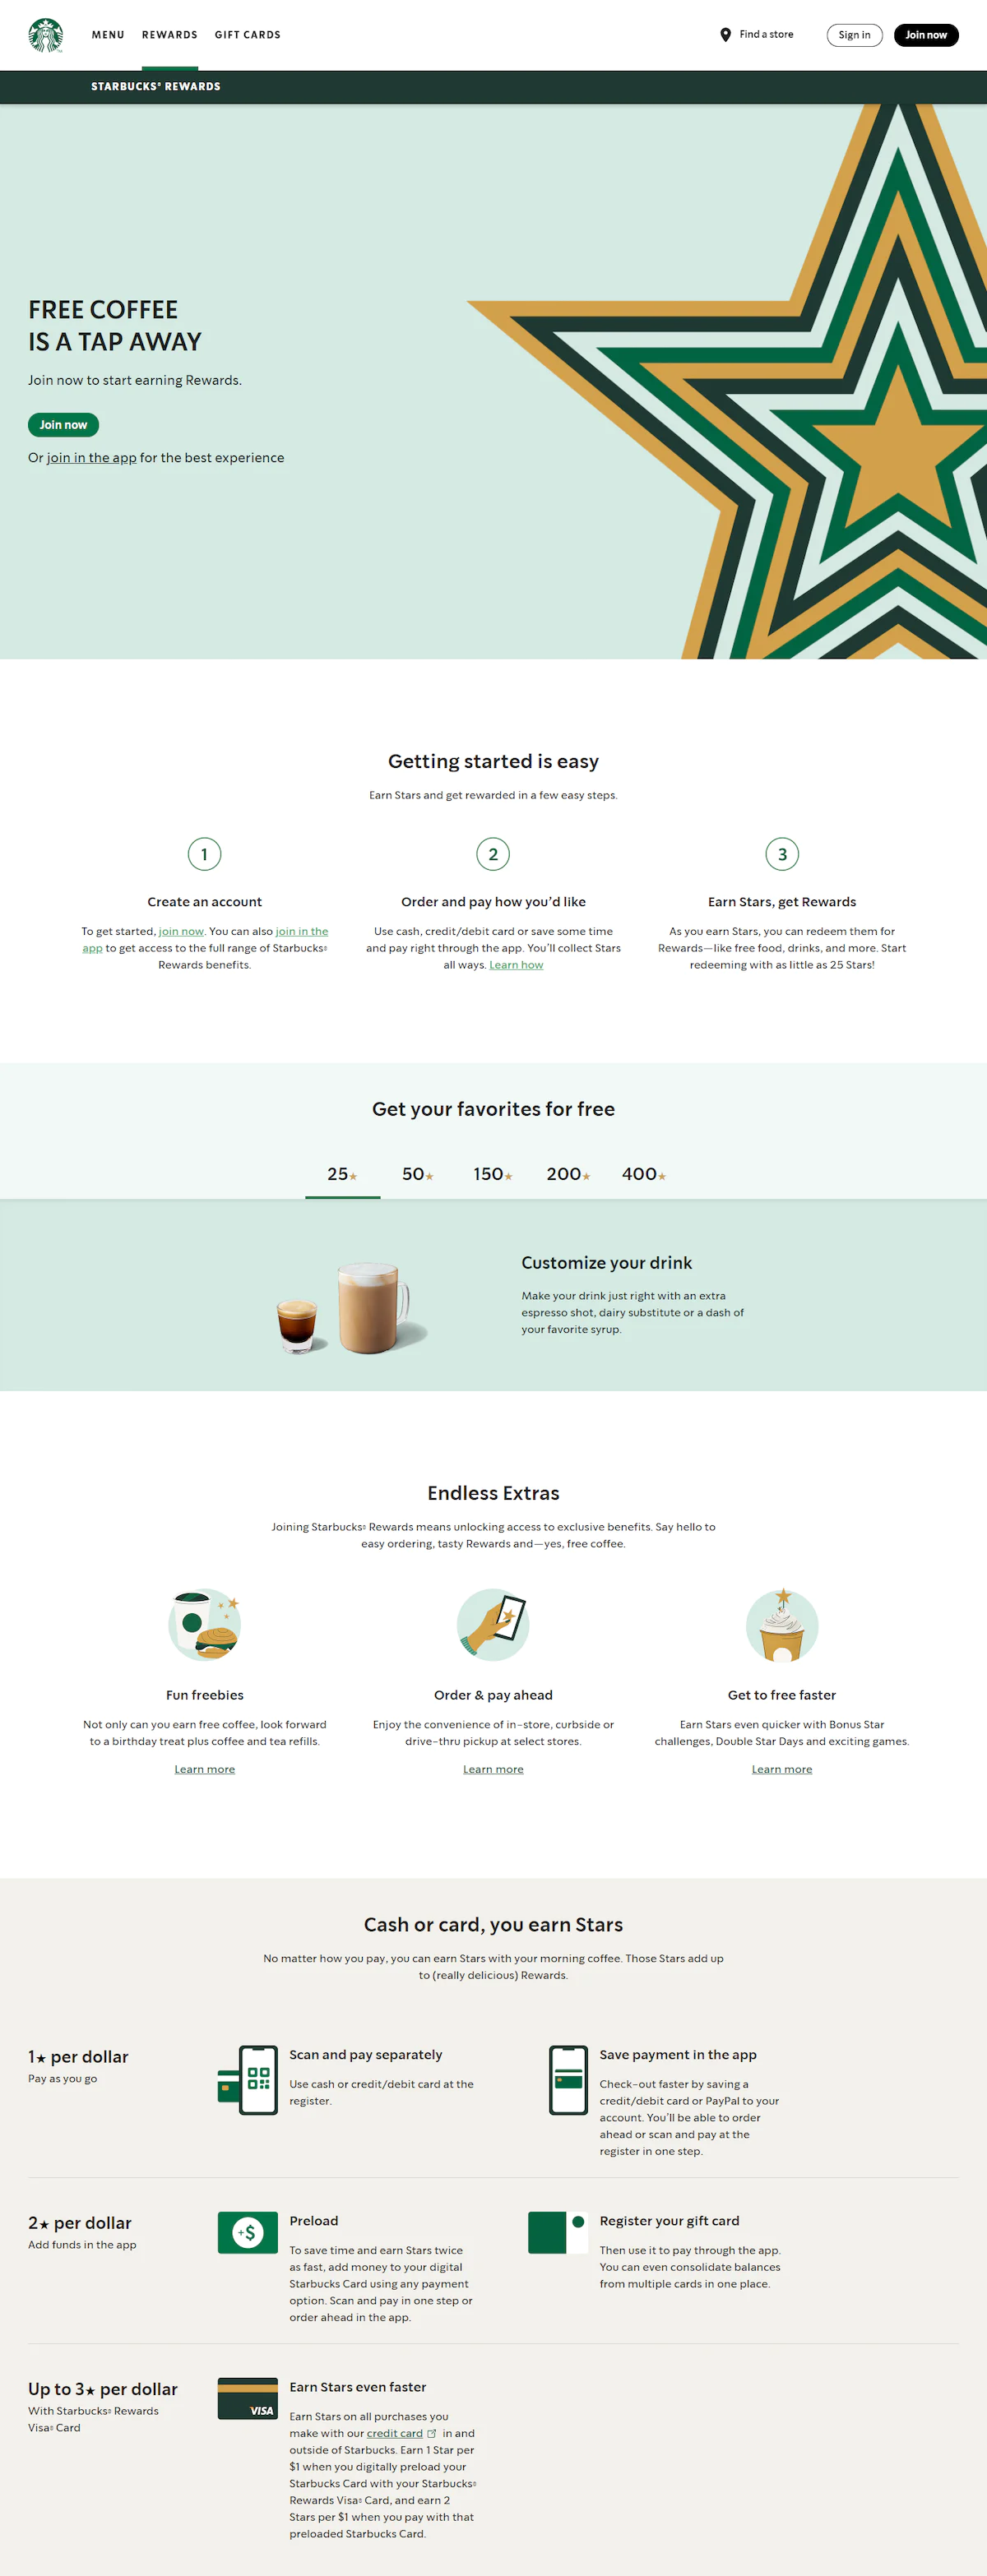 MENU REWARDS GIFT CARDS Find a store Sign in Join now
STARBUCKS® REWARDS
FREE COFFEE
IS A TAP AWAY
Join now to start earning Rewards.
Join now
Or join in the app for the best experience
Getting started is easy
Earn Stars and get rewarded in a few easy steps.
1
Create an account
To get started, join now. You can also join in the
app to get access to the full range of Starbucks®
Rewards benefits.
2
Order and pay how you’d like
Use cash, credit/debit card or save some time
and pay right through the app. You’ll collect Stars
all ways. Learn how
3
Earn Stars, get Rewards
As you earn Stars, you can redeem them for
Rewards—like free food, drinks, and more. Start
redeeming with as little as 25 Stars!
Get your favorites for free
25★ 50★ 150★ 200★ 400★
Customize your drink
Make your drink just right with an extra
espresso shot, dairy substitute or a dash of
your favorite syrup.
Endless Extras
Joining Starbucks® Rewards means unlocking access to exclusive benefits. Say hello to
easy ordering, tasty Rewards and—yes, free coffee.
Fun freebies
Not only can you earn free coffee, look forward
to a birthday treat plus coffee and tea refills.
Learn more
Order & pay ahead
Enjoy the convenience of in-store, curbside or
drive-thru pickup at select stores.
Learn more
Get to free faster
Earn Stars even quicker with Bonus Star
challenges, Double Star Days and exciting games.
Learn more
Cash or card, you earn Stars
No matter how you pay, you can earn Stars with your morning coffee. Those Stars add up
to (really delicious) Rewards.
1★ per dollar
Pay as you go
Scan and pay separately
Use cash or credit/debit card at the
register.
Save payment in the app
Check-out faster by saving a
credit/debit card or PayPal to your
account. You’ll be able to order
ahead or scan and pay at the
register in one step.
2★ per dollar
Add funds in the app
+$
Preload
To save time and earn Stars twice
as fast, add money to your digital
Starbucks Card using any payment
option. Scan and pay in one step or
order ahead in the app.
Register your gift card
Then use it to pay through the app.
You can even consolidate balances
from multiple cards in one place.
Up to 3★ per dollar
With Starbucks® Rewards
Visa® Card
VISA
Earn Stars even faster
Earn Stars on all purchases you
make with our credit card in and
outside of Starbucks. Earn 1 Star per
$1 when you digitally preload your
Starbucks Card with your Starbucks®
Rewards Visa® Card, and earn 2
Stars per $1 when you pay with that
preloaded Starbucks Card.